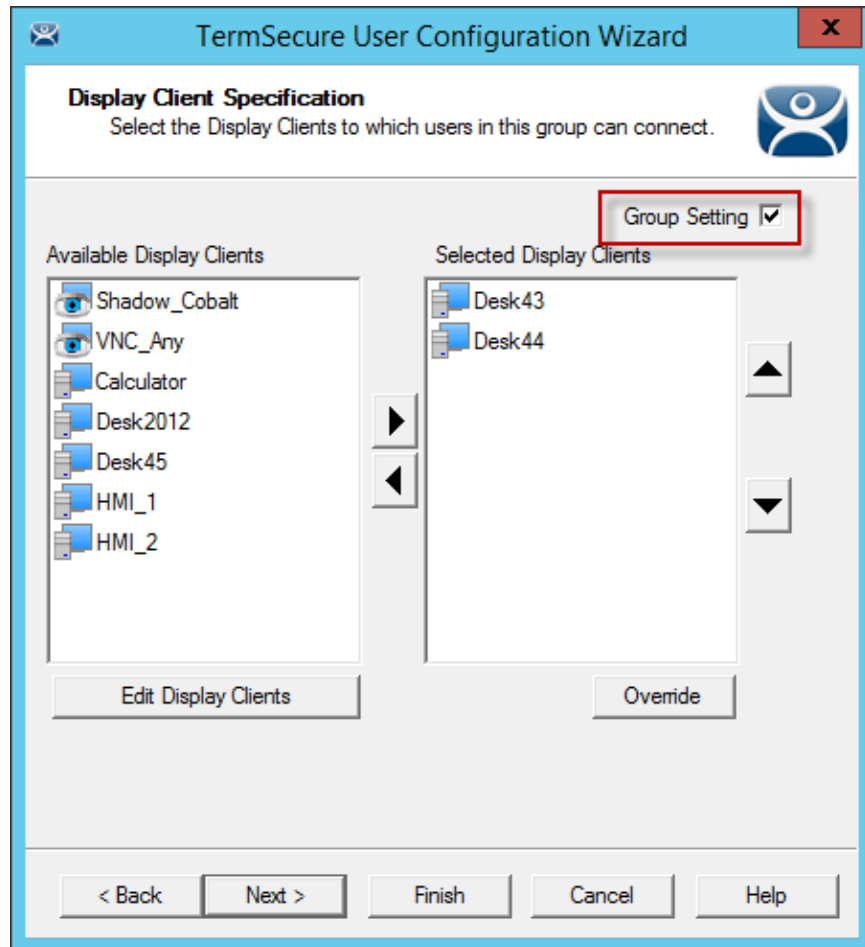 TermSecure User Configuration Wizard
x
Display Client Specification
Select the Display Clients to which users in this group can connect.
Group Setting
Available Display Clients
Selected Display Clients
Shadow_Cobalt
VNC_Any
Calculator
Desk2012
Desk45
HMI_1
HMI_2
Desk43
Desk44
Edit Display Clients
Override
< Back
Next >
Finish
Cancel
Help